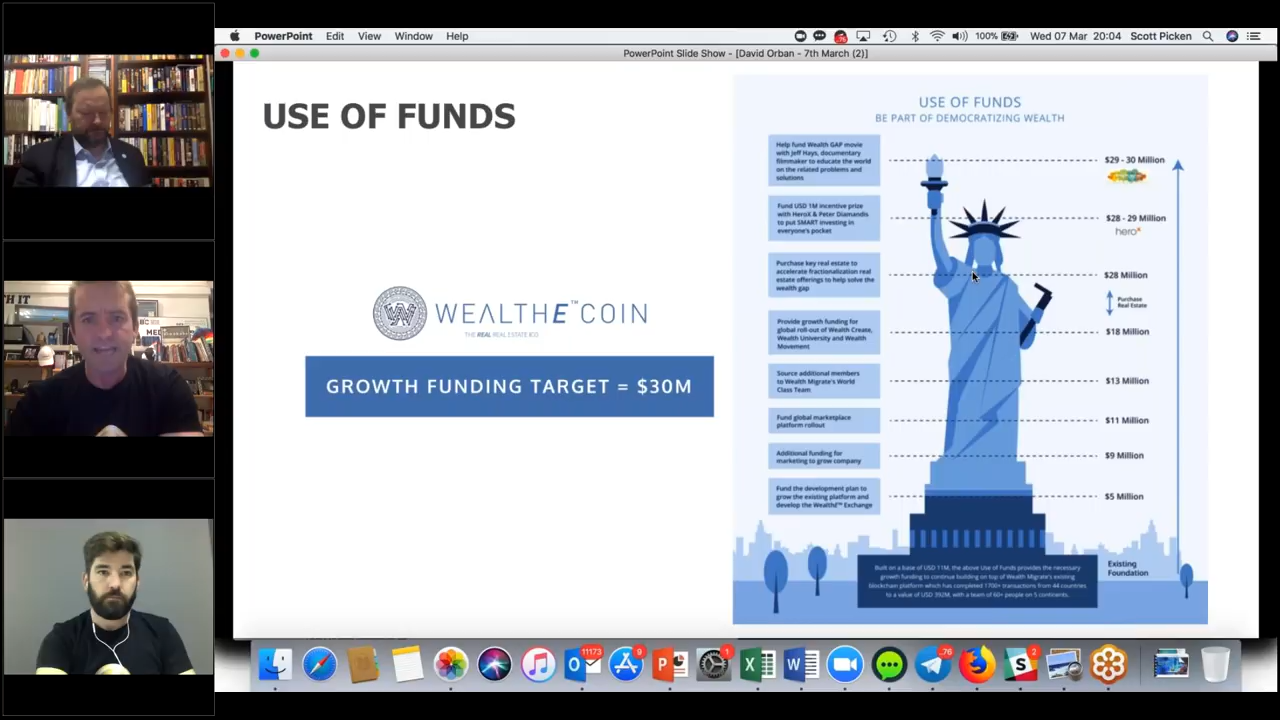 PowerPoint Edit View Window Help
100% Wed 07 Mar 20:04 Scott Picken
PowerPoint Slide Show - [David Orban - 7th March (2)]
USE OF FUNDS
WEALTHE™COIN
THE REAL REAL ESTATE ICO
GROWTH FUNDING TARGET = $30M
USE OF FUNDS
BE PART OF DEMOCRATIZING WEALTH
Help fund Wealth GAP movie
with Jeff Hays, documentary
filmmaker to educate the world
on the related problems and
solutions
$29 - 30 Million
Fund USD 1M incentive prize
with HeroX & Peter Diamandis
to put SMART investing in
everyone's pocket
$28 - 29 Million
herox
Purchase key real estate to
accelerate fractionalization real
estate offerings to help solve the
wealth gap
$28 Million
Purchase
Real Estate
Provide growth funding for
global roll-out of Wealth Create,
Wealth University and Wealth
Movement
$18 Million
Source additional members
to Wealth Migrate's World
Class Team
$13 Million
Fund global marketplace
platform rollout
$11 Million
Additional funding for
marketing to grow company
$9 Million
Fund the development plan to
grow the existing platform and
develop the WealthE™ Exchange
$5 Million
Existing
Foundation
Built on a base of USD 11M, the above Use of Funds provides the necessary
growth funding to continue building on top of Wealth Migrate's existing
blockchain platform which has completed 1700+ transactions from 44 countries
to a value of USD 392M, with a team of 60+ people on 5 continents.
11173
9
1
76
2